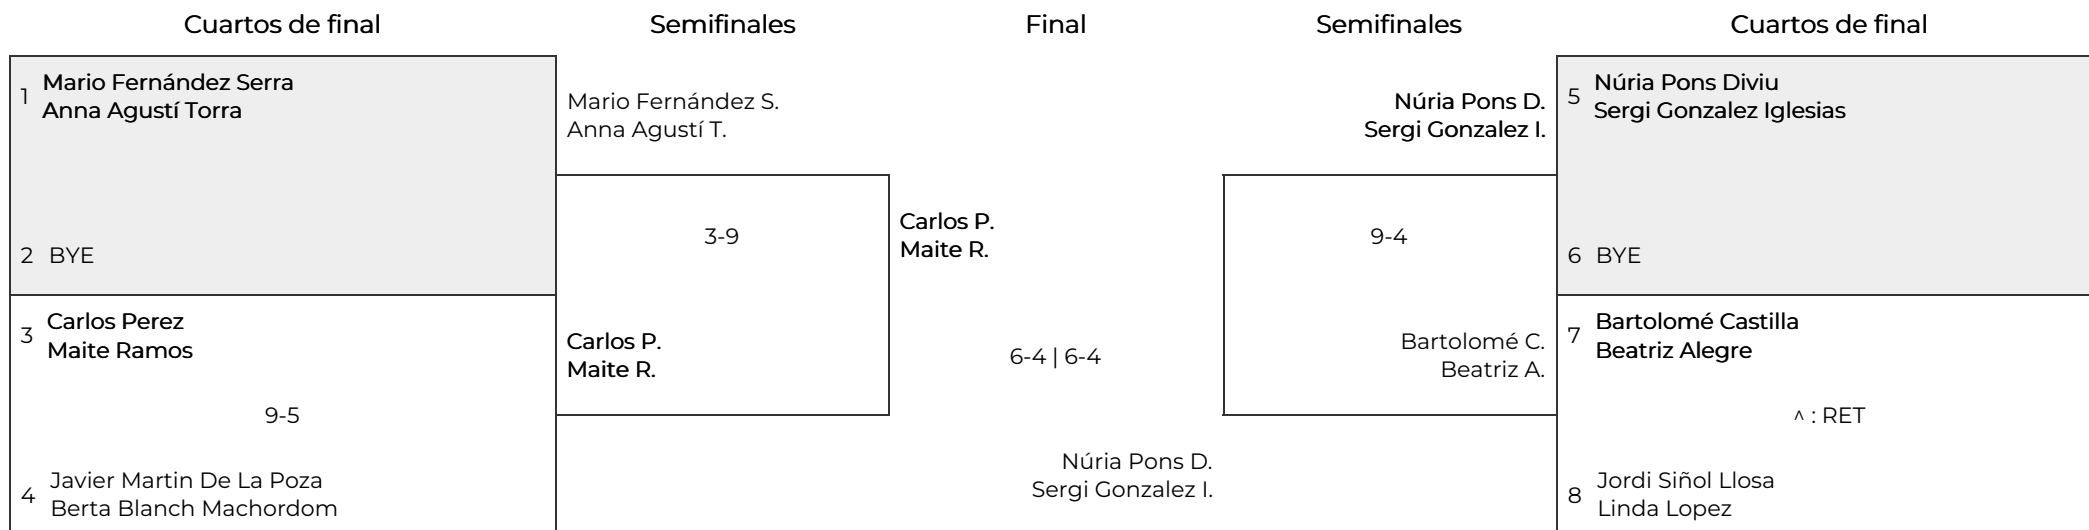 Cuartos de final
Semifinales
Final
Semifinales
Cuartos de final
1
Mario Fernández Serra
Anna Agustí Torra
2 BYE
3
Carlos Perez
Maite Ramos
9-5
4
Javier Martin De La Poza
Berta Blanch Machordom
Mario Fernández S.
Anna Agustí T.
3-9
Carlos P.
Maite R.
Carlos P.
Maite R.
6-4 | 6-4
Núria Pons D.
Sergi Gonzalez I.
Núria Pons D.
Sergi Gonzalez I.
9-4
Bartolomé C.
Beatriz A.
5
Núria Pons Diviu
Sergi Gonzalez Iglesias
6 BYE
7
Bartolomé Castilla
Beatriz Alegre
^ : RET
8
Jordi Siñol Llosa
Linda Lopez